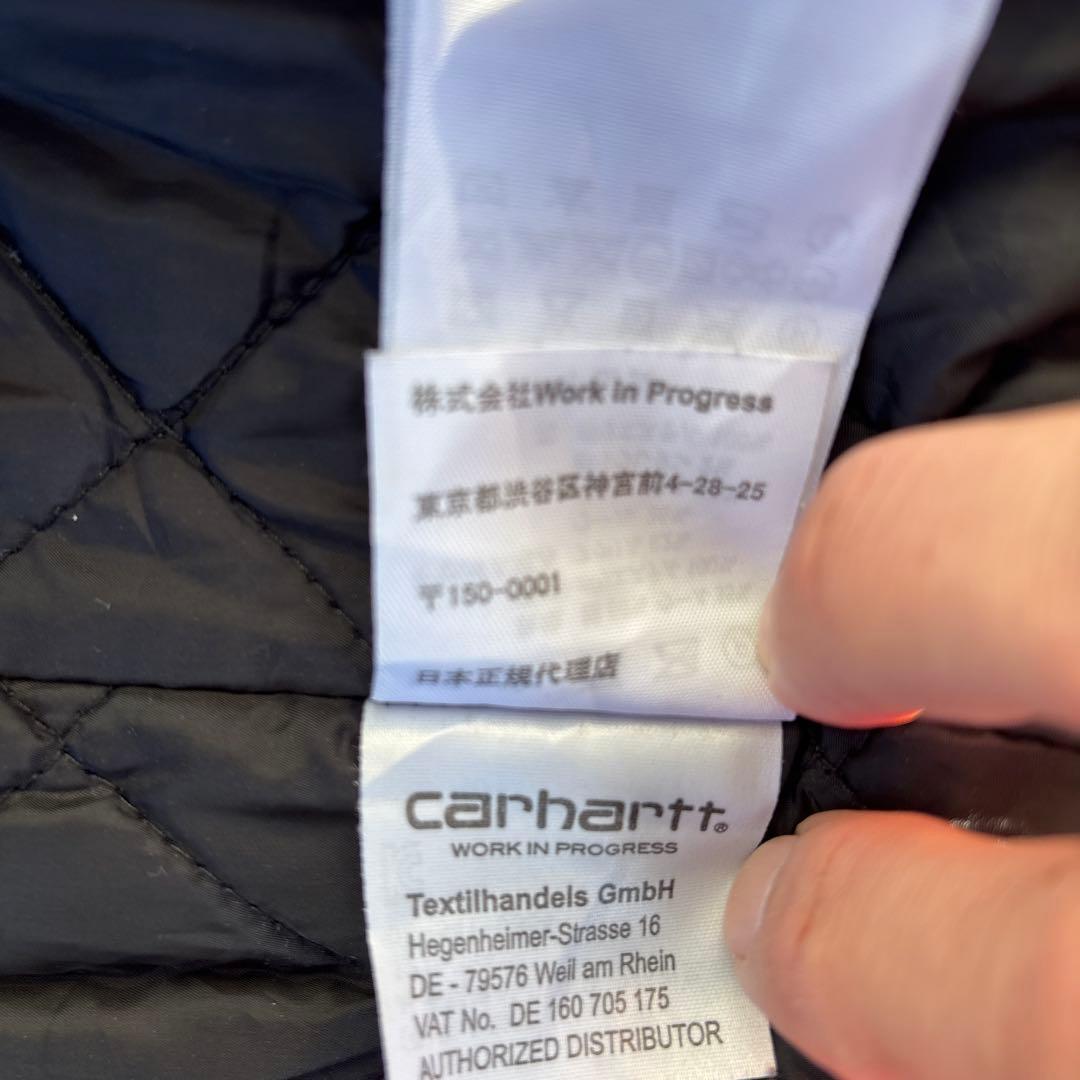 株式会社Work in Progress
東京都渋谷区神宮前4-28-25
〒150-0001
日本正規代理店
carhartt®
WORK IN PROGRESS
Textilhandels GmbH
Hegenheimer-Strasse 16
DE - 79576 Weil am Rhein
VAT No. DE 160 705 175
AUTHORIZED DISTRIBUTOR